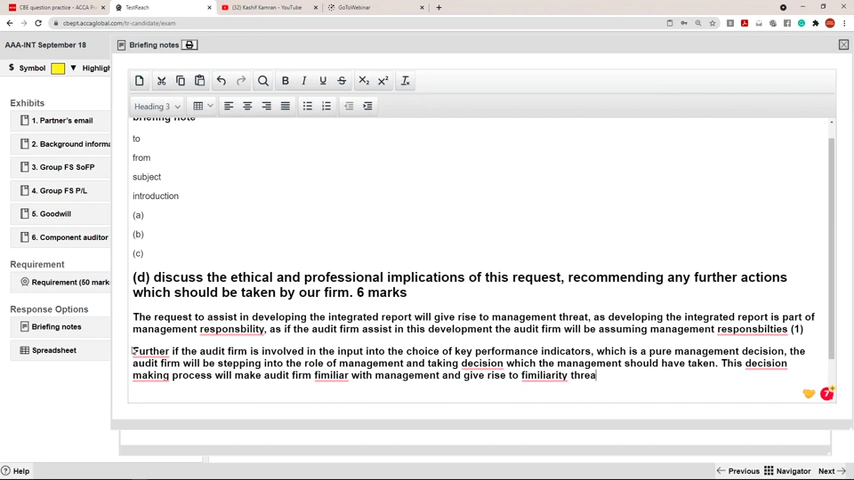 CBE question practice - ACCA P
TestReach
(32) Kashif Kamran - YouTube
GoToWebinar
cbept.accaglobal.com/tr-candidate/exam
AAA-INT September 18
Briefing notes
Symbol
Highligh
Heading 3
Exhibits
1. Partner's email
2. Background informa
3. Group FS SoFP
4. Group FS P/L
5. Goodwill
6. Component auditor
Requirement
Requirement (50 mark
Response Options
Briefing notes
Spreadsheet
briefing note
to
from
subject
introduction
(a)
(b)
(c)
(d) discuss the ethical and professional implications of this request, recommending any further actions
which should be taken by our firm. 6 marks
The request to assist in developing the integrated report will give rise to management threat, as developing the integrated report is part of
management responsbility, as if the audit firm assist in this development the audit firm will be assuming management responsbilties (1)
Further if the audit firm is involved in the input into the choice of key performance indicators, which is a pure management decision, the
audit firm will be stepping into the role of management and taking decision which the management should have taken. This decision
making process will make audit firm fimiliar with management and give rise to fimiliarity threa
Help
Previous
Navigator
Next